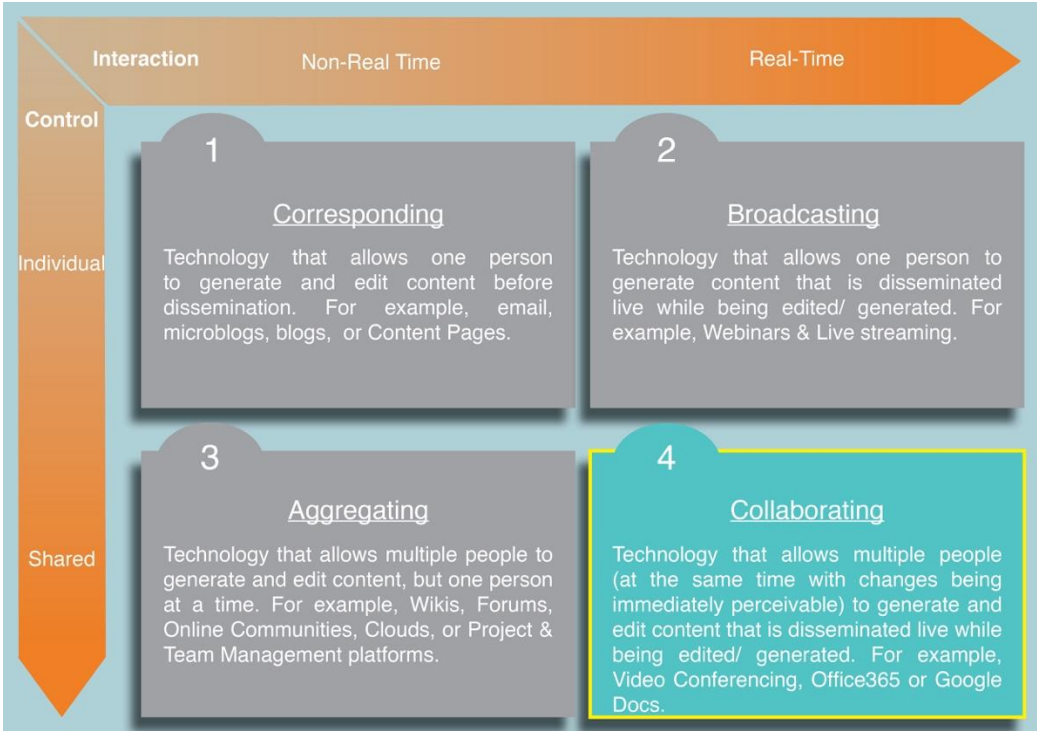 Interaction
Non-Real Time
Real-Time
Control
Individual
Shared
1
Corresponding
Technology that allows one person
to generate and edit content before
dissemination. For example, email,
microblogs, blogs, or Content Pages.
2
Broadcasting
Technology that allows one person to
generate content that is disseminated
live while being edited/ generated. For
example, Webinars & Live streaming.
3
Aggregating
Technology that allows multiple people to
generate and edit content, but one person
at a time. For example, Wikis, Forums,
Online Communities, Clouds, or Project &
Team Management platforms.
4
Collaborating
Technology that allows multiple people
(at the same time with changes being
immediately perceivable) to generate and
edit content that is disseminated live while
being edited/ generated. For example,
Video Conferencing, Office365 or Google
Docs.